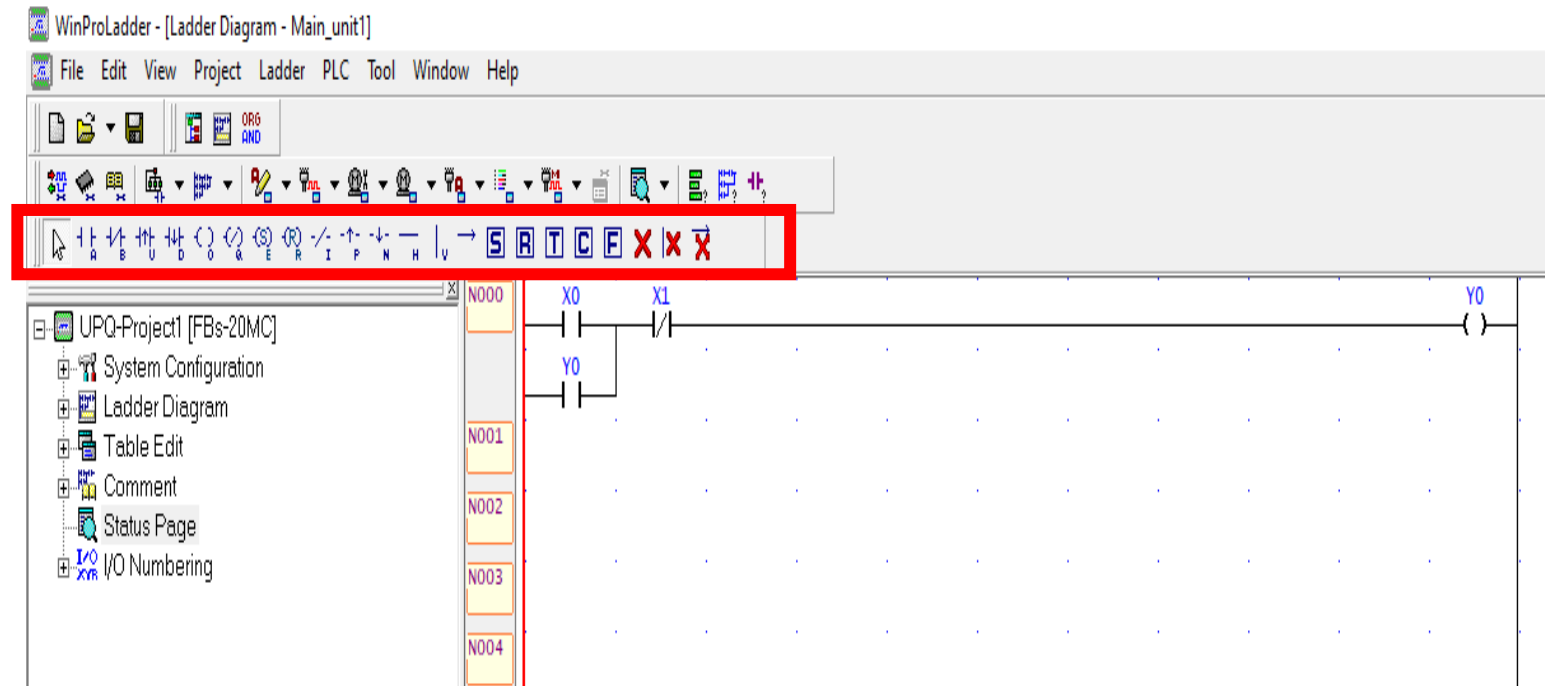 WinProLadder - [Ladder Diagram - Main_unit1]
File Edit View Project Ladder PLC Tool Window Help
ORG
AND
A B U D O Q E R I P N H V S R T C F
N000 X0 X1 Y0
UPQ-Project1 [FBs-20MC]
System Configuration
Y0
Ladder Diagram
N001
Table Edit
Comment
N002
Status Page
I/O Numbering
N003
N004